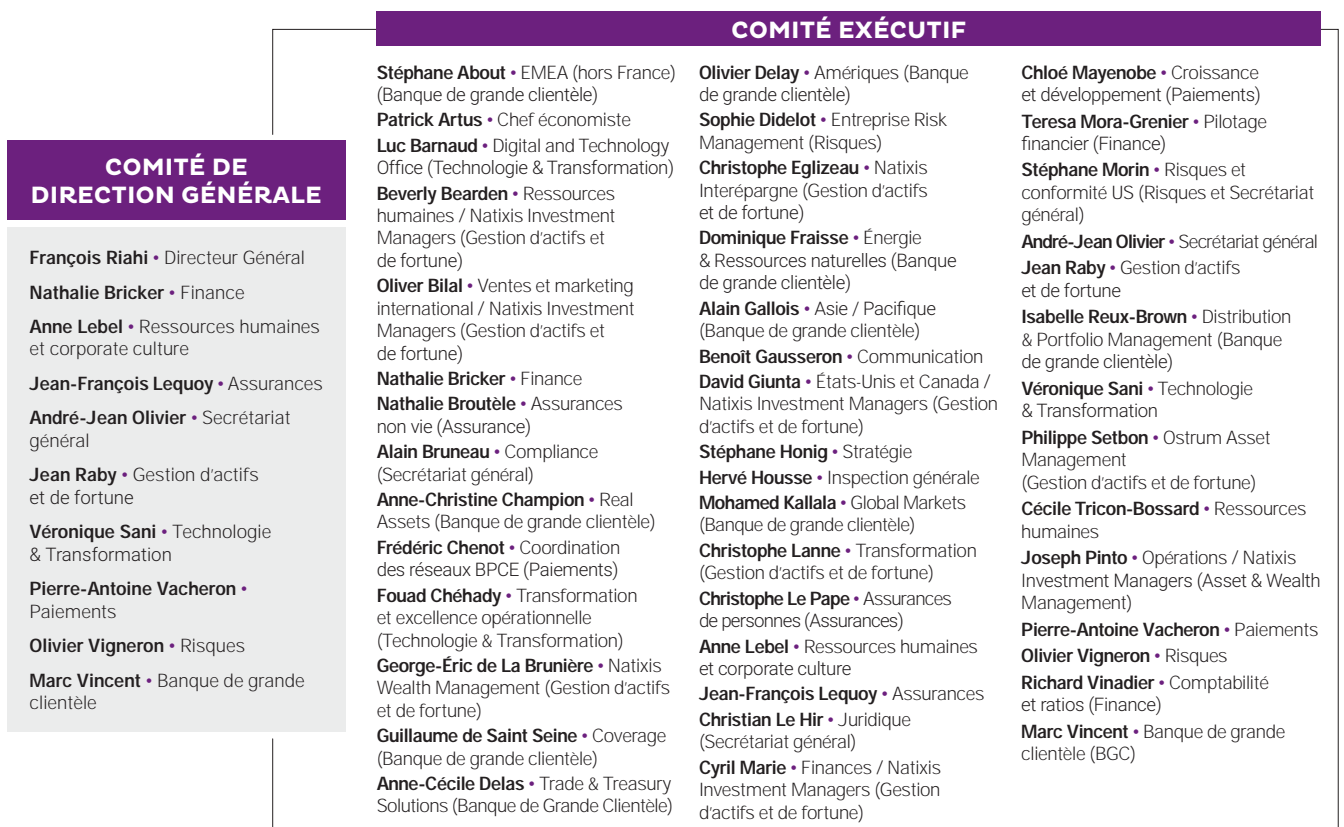 COMITÉ DE
DIRECTION GÉNÉRALE
François Riahi • Directeur Général
Nathalie Bricker • Finance
Anne Lebel • Ressources humaines
et corporate culture
Jean-François Lequoy • Assurances
André-Jean Olivier • Secrétariat
général
Jean Raby • Gestion d'actifs
et de fortune
Véronique Sani • Technologie
& Transformation
Pierre-Antoine Vacheron •
Paiements
Olivier Vigneron • Risques
Marc Vincent • Banque de grande
clientèle
COMITÉ EXÉCUTIF
Stéphane About • EMEA (hors France)
(Banque de grande clientèle)
Patrick Artus • Chef économiste
Luc Barnaud • Digital and Technology
Office (Technologie & Transformation)
Beverly Bearden • Ressources
humaines / Natixis Investment
Managers (Gestion d'actifs et
de fortune)
Oliver Bilal • Ventes et marketing
international / Natixis Investment
Managers (Gestion d'actifs et
de fortune)
Nathalie Bricker • Finance
Nathalie Broutèle • Assurances
non vie (Assurance)
Alain Bruneau • Compliance
(Secrétariat général)
Anne-Christine Champion • Real
Assets (Banque de grande clientèle)
Frédéric Chenot • Coordination
des réseaux BPCE (Paiements)
Fouad Chéhady • Transformation
et excellence opérationnelle
(Technologie & Transformation)
George-Éric de La Brunière • Natixis
Wealth Management (Gestion d'actifs
et de fortune)
Guillaume de Saint Seine • Coverage
(Banque de grande clientèle)
Anne-Cécile Delas • Trade & Treasury
Solutions (Banque de Grande Clientèle)
Olivier Delay • Amériques (Banque
de grande clientèle)
Sophie Didelot • Entreprise Risk
Management (Risques)
Christophe Eglizeau • Natixis
Interépargne (Gestion d'actifs
et de fortune)
Dominique Fraisse • Énergie
& Ressources naturelles (Banque
de grande clientèle)
Alain Gallois • Asie / Pacifique
(Banque de grande clientèle)
Benoît Gausseron • Communication
David Giunta • États-Unis et Canada /
Natixis Investment Managers (Gestion
d'actifs et de fortune)
Stéphane Honig • Stratégie
Hervé Housse • Inspection générale
Mohamed Kallala • Global Markets
(Banque de grande clientèle)
Christophe Lanne • Transformation
(Gestion d'actifs et de fortune)
Christophe Le Pape • Assurances
de personnes (Assurances)
Anne Lebel • Ressources humaines
et corporate culture
Jean-François Lequoy • Assurances
Christian Le Hir • Juridique
(Secrétariat général)
Cyril Marie • Finances / Natixis
Investment Managers (Gestion
d'actifs et de fortune)
Chloé Mayenobe • Croissance
et développement (Paiements)
Teresa Mora-Grenier • Pilotage
financier (Finance)
Stéphane Morin • Risques et
conformité US (Risques et Secrétariat
général)
André-Jean Olivier • Secrétariat général
Jean Raby • Gestion d'actifs
et de fortune
Isabelle Reux-Brown • Distribution
& Portfolio Management (Banque
de grande clientèle)
Véronique Sani • Technologie
& Transformation
Philippe Setbon • Ostrum Asset
Management
(Gestion d'actifs et de fortune)
Cécile Tricon-Bossard • Ressources
humaines
Joseph Pinto • Opérations / Natixis
Investment Managers (Asset & Wealth
Management)
Pierre-Antoine Vacheron • Paiements
Olivier Vigneron • Risques
Richard Vinadier • Comptabilité
et ratios (Finance)
Marc Vincent • Banque de grande
clientèle (BGC)